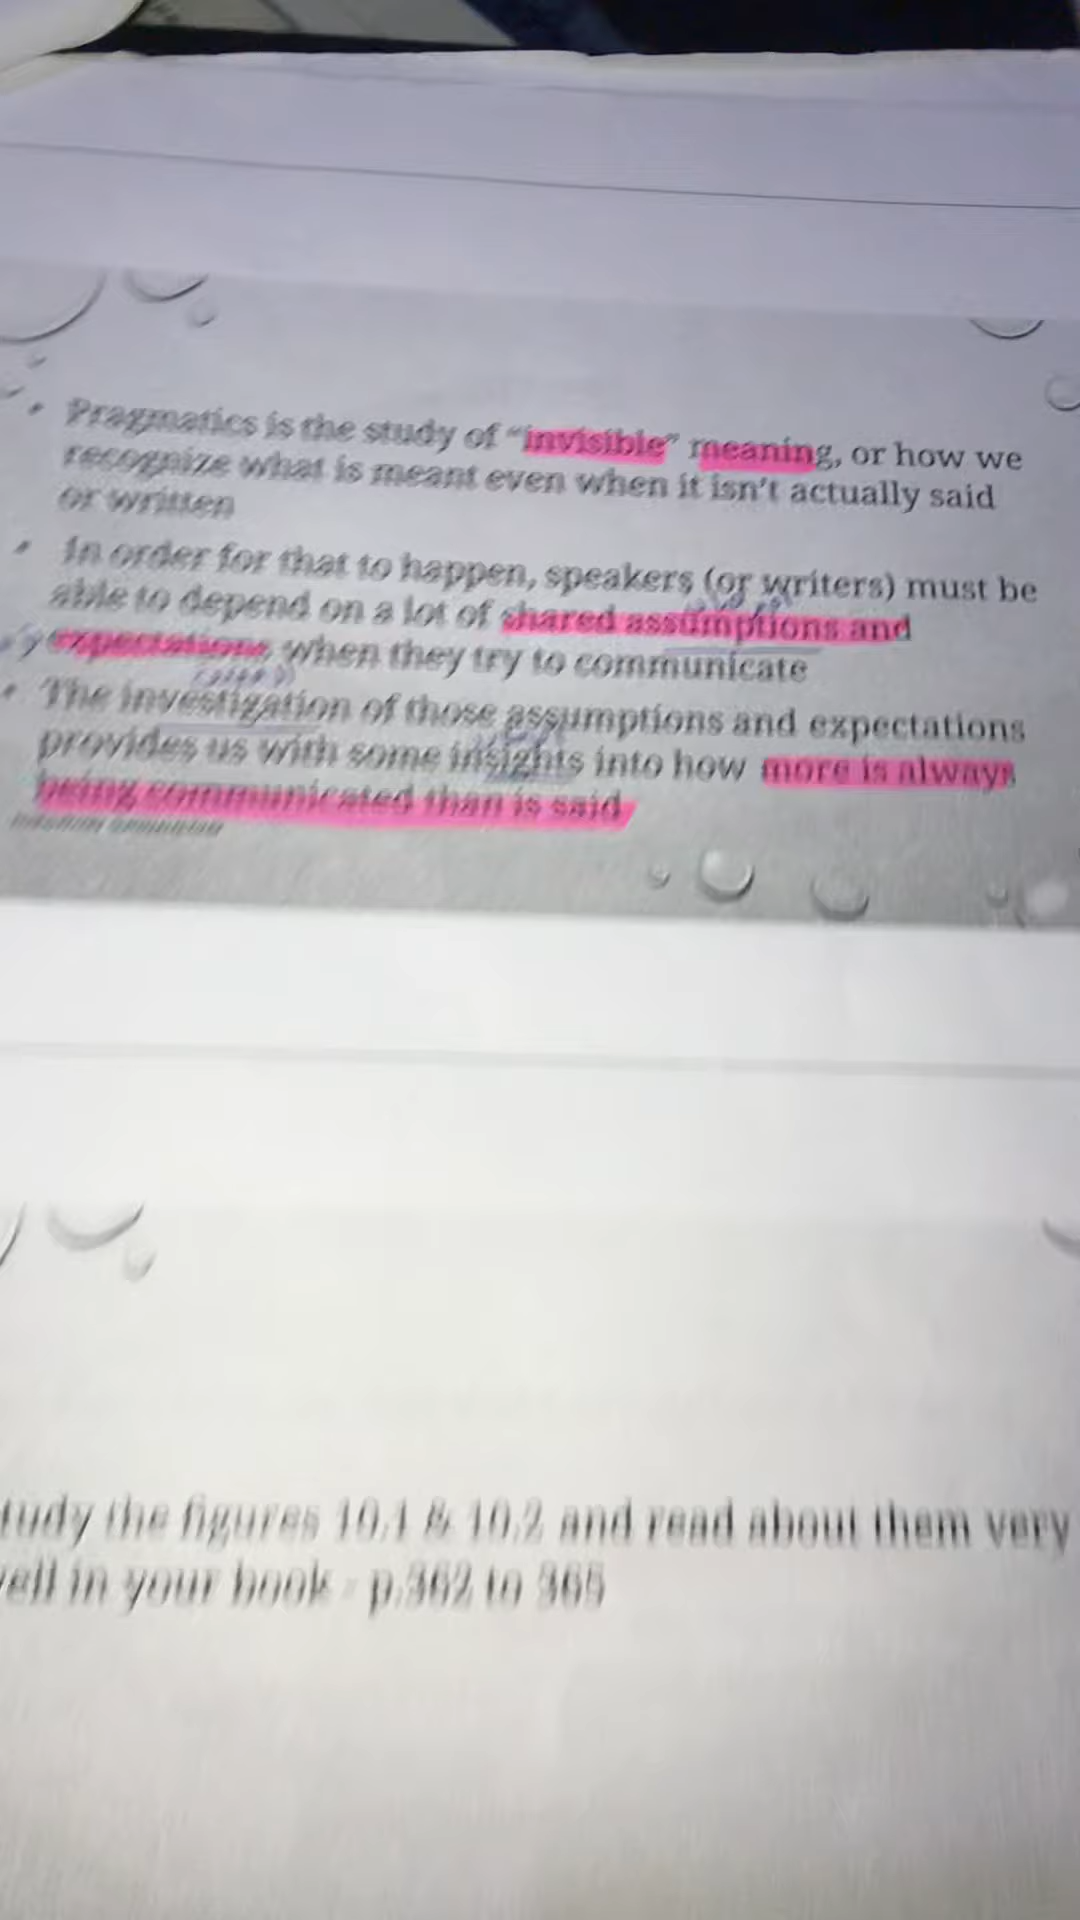 • Pragmatics is the study of “invisible” meaning, or how we
recognize what is meant even when it isn't actually said
or written
• In order for that to happen, speakers (or writers) must be
able to depend on a lot of shared assumptions and
expectations when they try to communicate
• The investigation of those assumptions and expectations
provides us with some insights into how more is always
being communicated than is said
tudy the figures 10.1 & 10.2 and read about them very
ell in your book - p.362 to 365